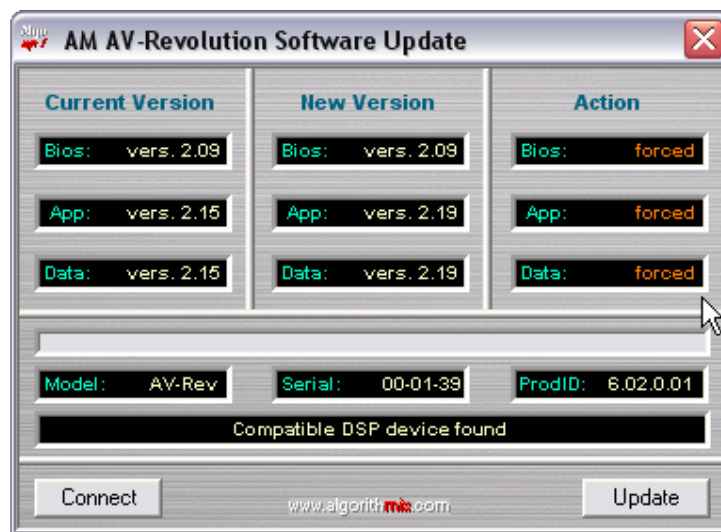 AM AV-Revolution Software Update
Current Version New Version Action
Bios: vers. 2.09 Bios: vers. 2.09 Bios: forced
App: vers. 2.15 App: vers. 2.19 App: forced
Data: vers. 2.15 Data: vers. 2.19 Data: forced
Model: AV-Rev Serial: 00-01-39 ProdID: 6.02.0.01
Compatible DSP device found
Connect www.algorithmix.com Update